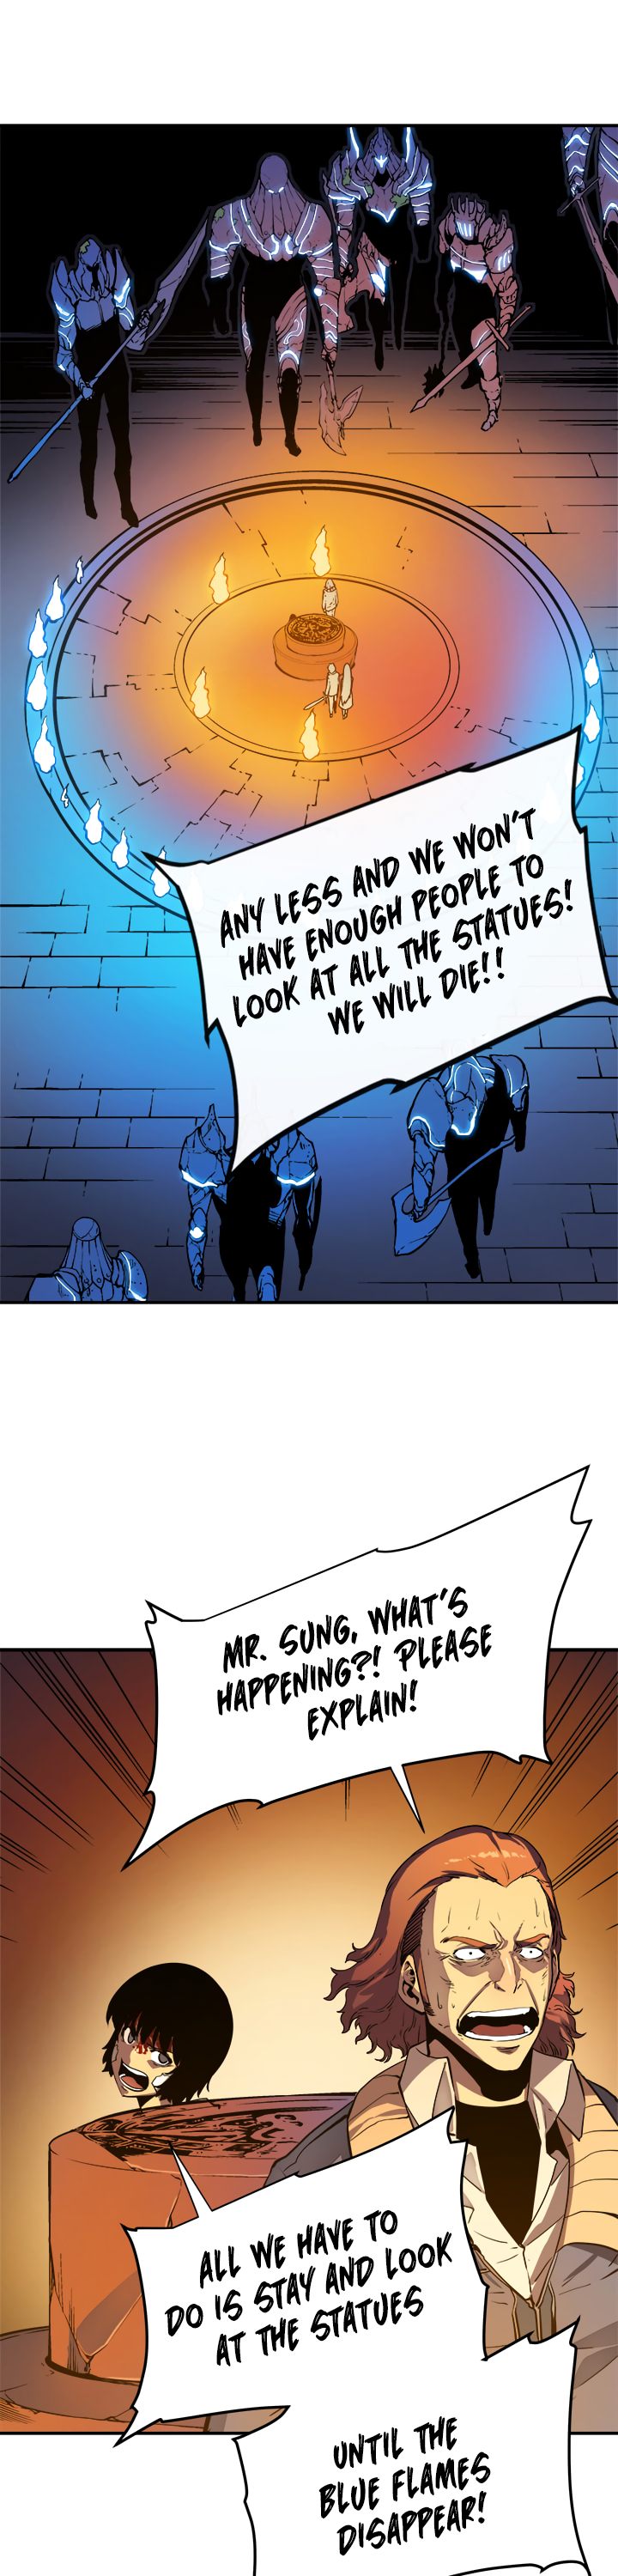 ANY LESS AND WE WON'T
HAVE ENOUGH PEOPLE TO
LOOK AT ALL THE STATUES!
WE WILL DIE!!
MR. SUNG, WHAT'S
HAPPENING?! PLEASE
EXPLAIN!
ALL WE HAVE TO
DO IS STAY AND LOOK
AT THE STATUES
UNTIL THE
BLUE FLAMES
DISAPPEAR!